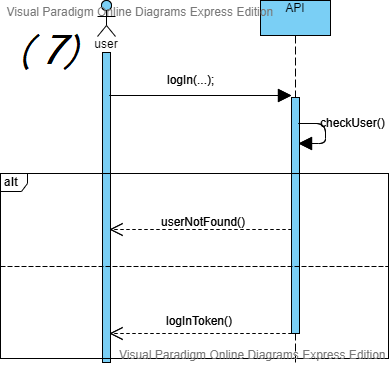 Visual Paradigm Online Diagrams Express Edition
API
(7)
user
logIn(...);
checkUser()
alt
userNotFound()
logInToken()
Visual Paradigm Online Diagrams Express Edition